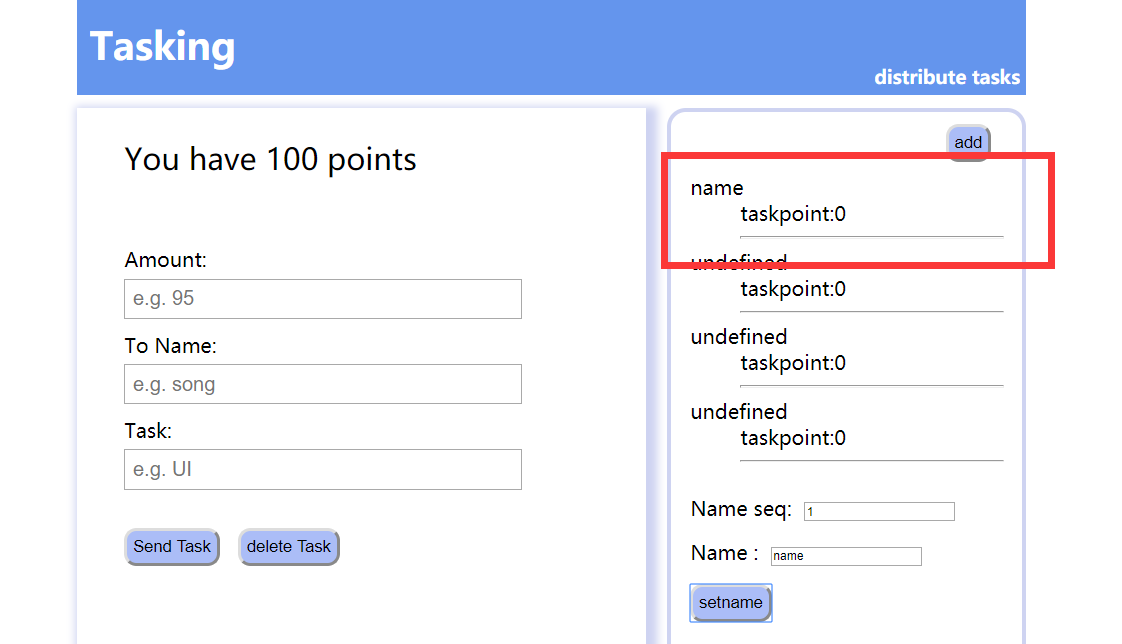 Tasking
distribute tasks
You have 100 points
Amount:
e.g. 95
To Name:
e.g. song
Task:
e.g. UI
Send Task
delete Task
add
name
taskpoint:0
undefined
taskpoint:0
undefined
taskpoint:0
undefined
taskpoint:0
Name seq: 1
Name : name
setname